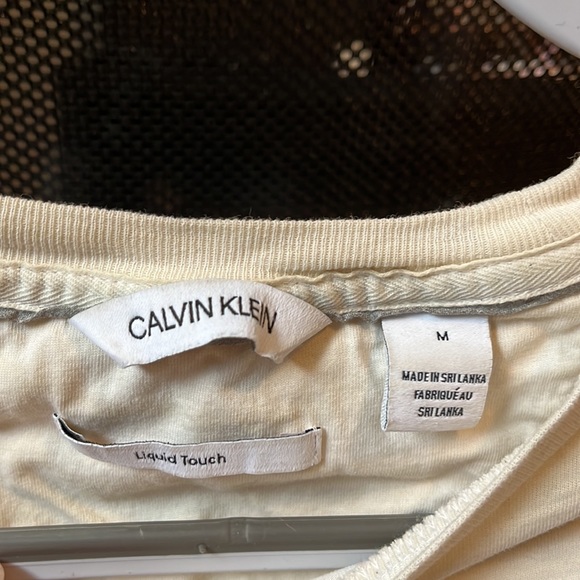 CALVIN KLEIN
Liquid Touch
M
MADE IN SRI LANKA
FABRIQUÉ AU
SRI LANKA